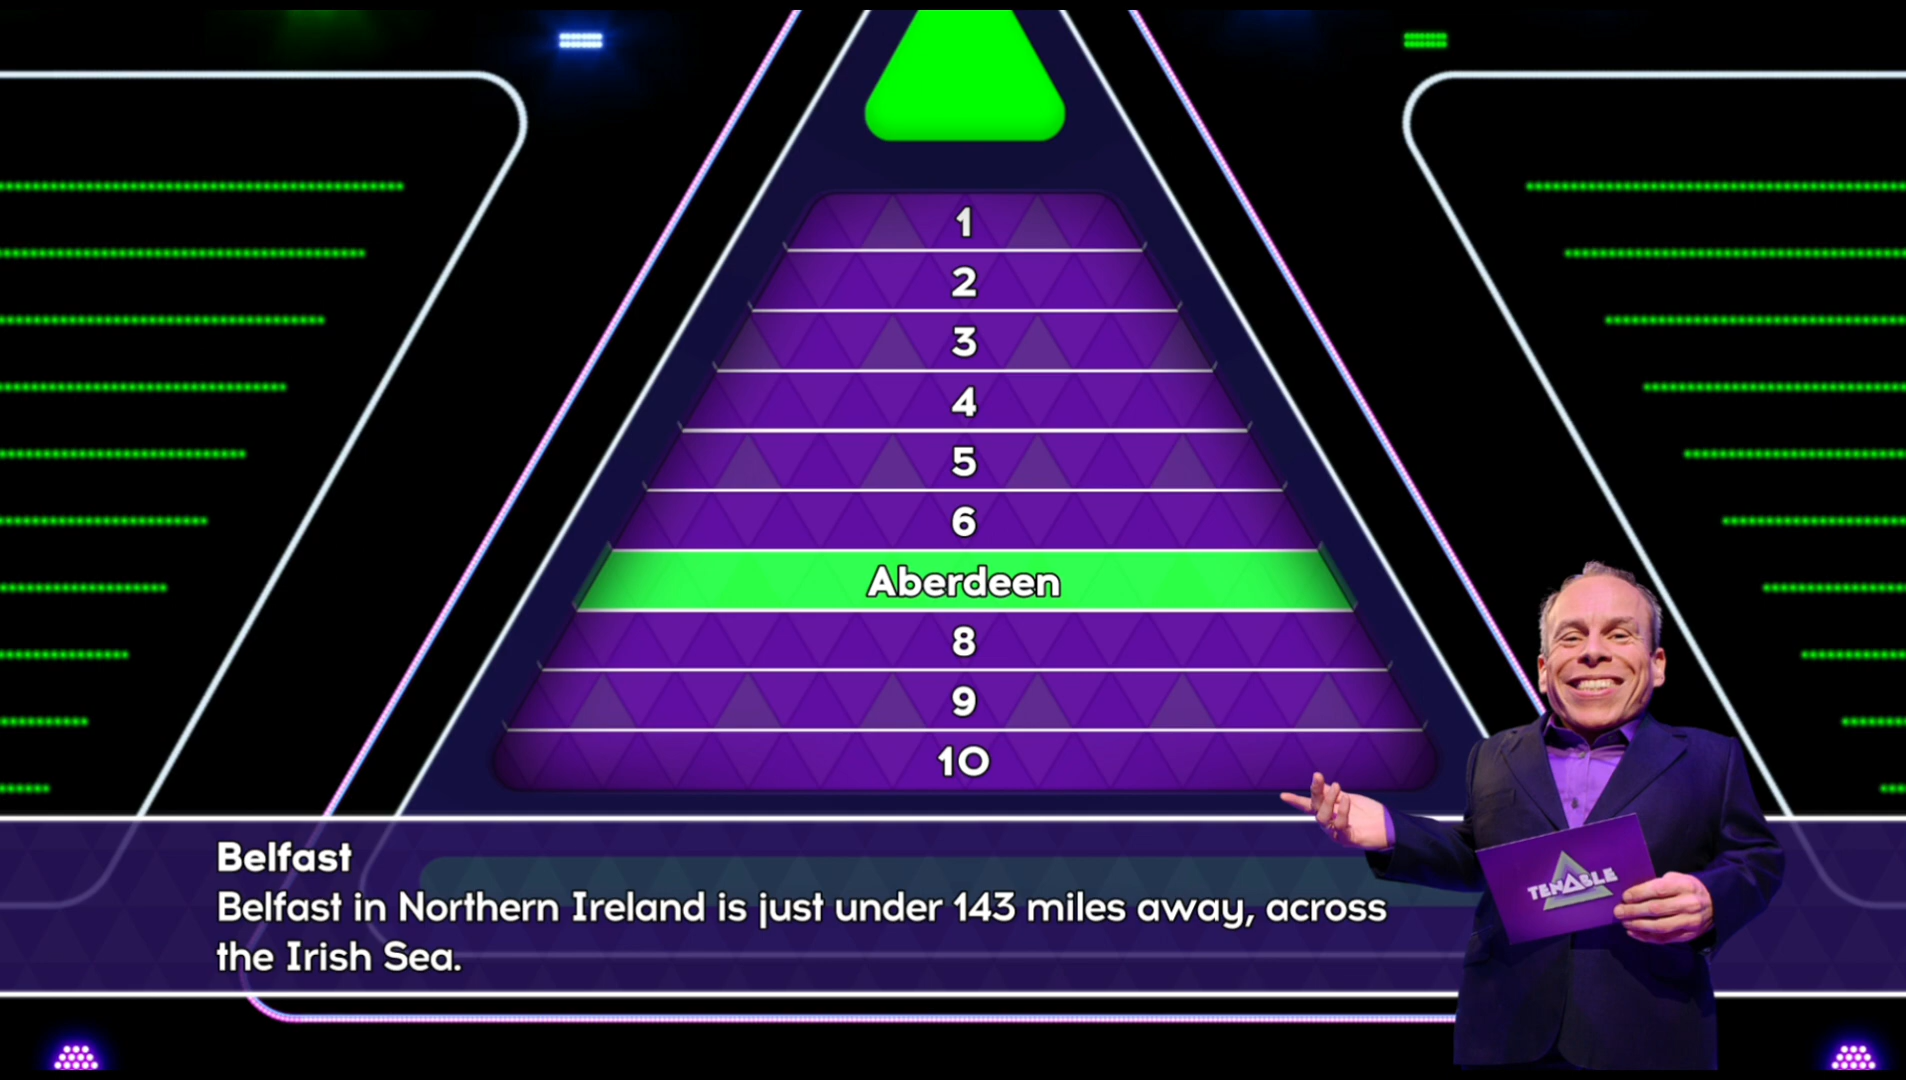 1
2
3
4
5
6
Aberdeen
8
9
10
Belfast
Belfast in Northern Ireland is just under 143 miles away, across
the Irish Sea.
TENABLE